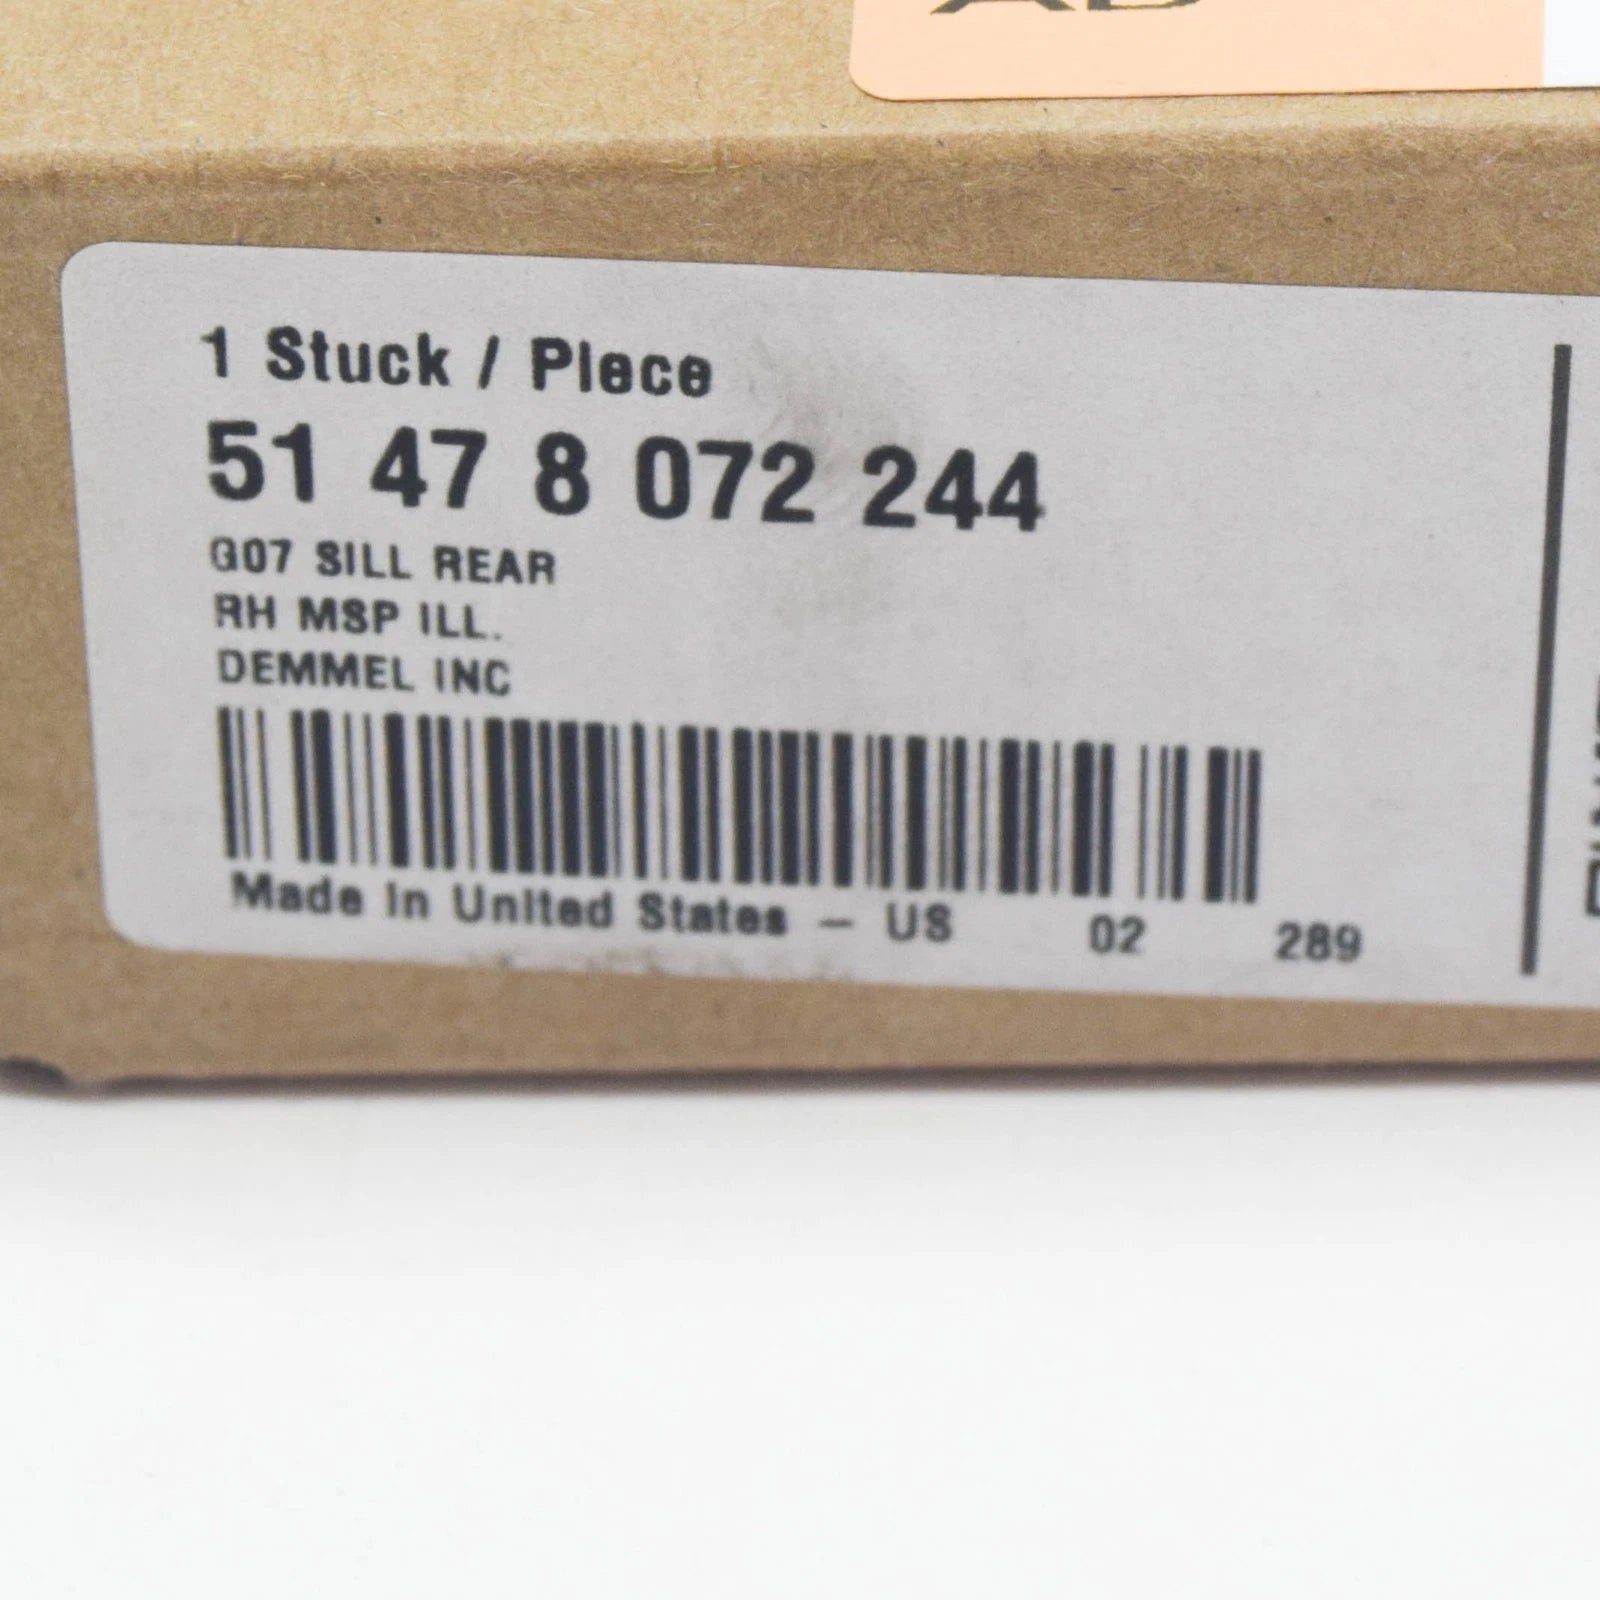 1 Stuck / Piece
51 47 8 072 244
G07 SILL REAR
RH MSP ILL.
DEMMEL INC
Made In United States – US 02 289